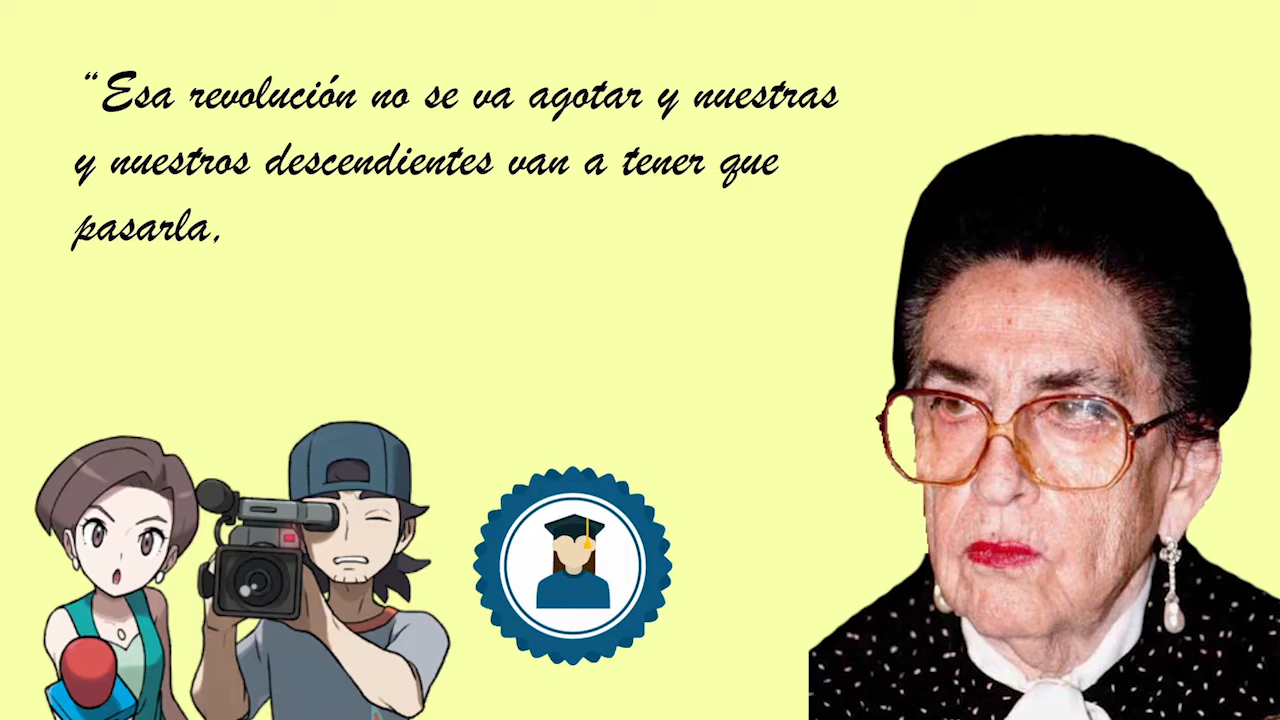 “Esa revolución no se va agotar y nuestras
y nuestros descendientes van a tener que
pasarla,